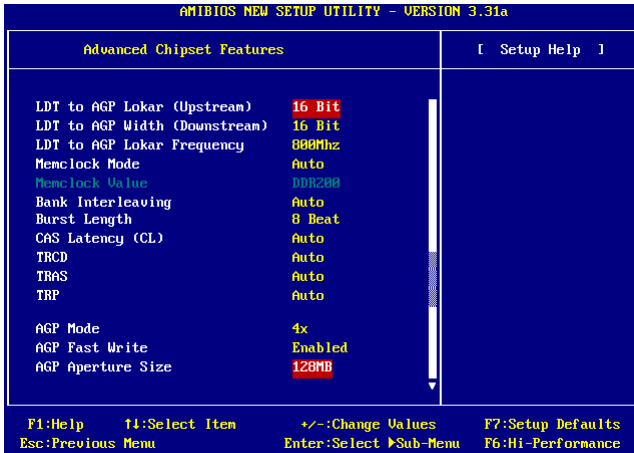 AMIBIOS NEW SETUP UTILITY - VERSION 3.31a
Advanced Chipset Features
[ Setup Help ]
LDT to AGP Lokar (Upstream) 16 Bit
LDT to AGP Width (Downstream) 16 Bit
LDT to AGP Lokar Frequency 800Mhz
Memclock Mode Auto
Memclock Value DDR200
Bank Interleaving Auto
Burst Length 8 Beat
CAS Latency (CL) Auto
TRCD Auto
TRAS Auto
TRP Auto
AGP Mode 4x
AGP Fast Write Enabled
AGP Aperture Size 128MB
F1:Help ↑↓:Select Item +/-:Change Values F7:Setup Defaults
Esc:Previous Menu Enter:Select ▶Sub-Menu F6:Hi-Performance